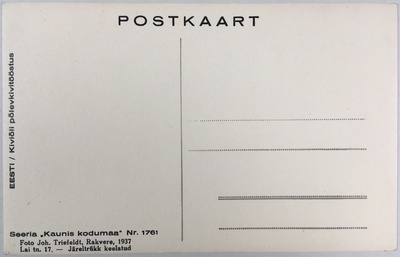 POSTKAART
EESTI / Kiviõli põlevkivitööstus
Seeria „Kaunis kodumaa" Nr. 1761
Foto Joh. Triefeldt, Rakvere, 1937
Lai tn. 17. — Järeltrükk keelatud